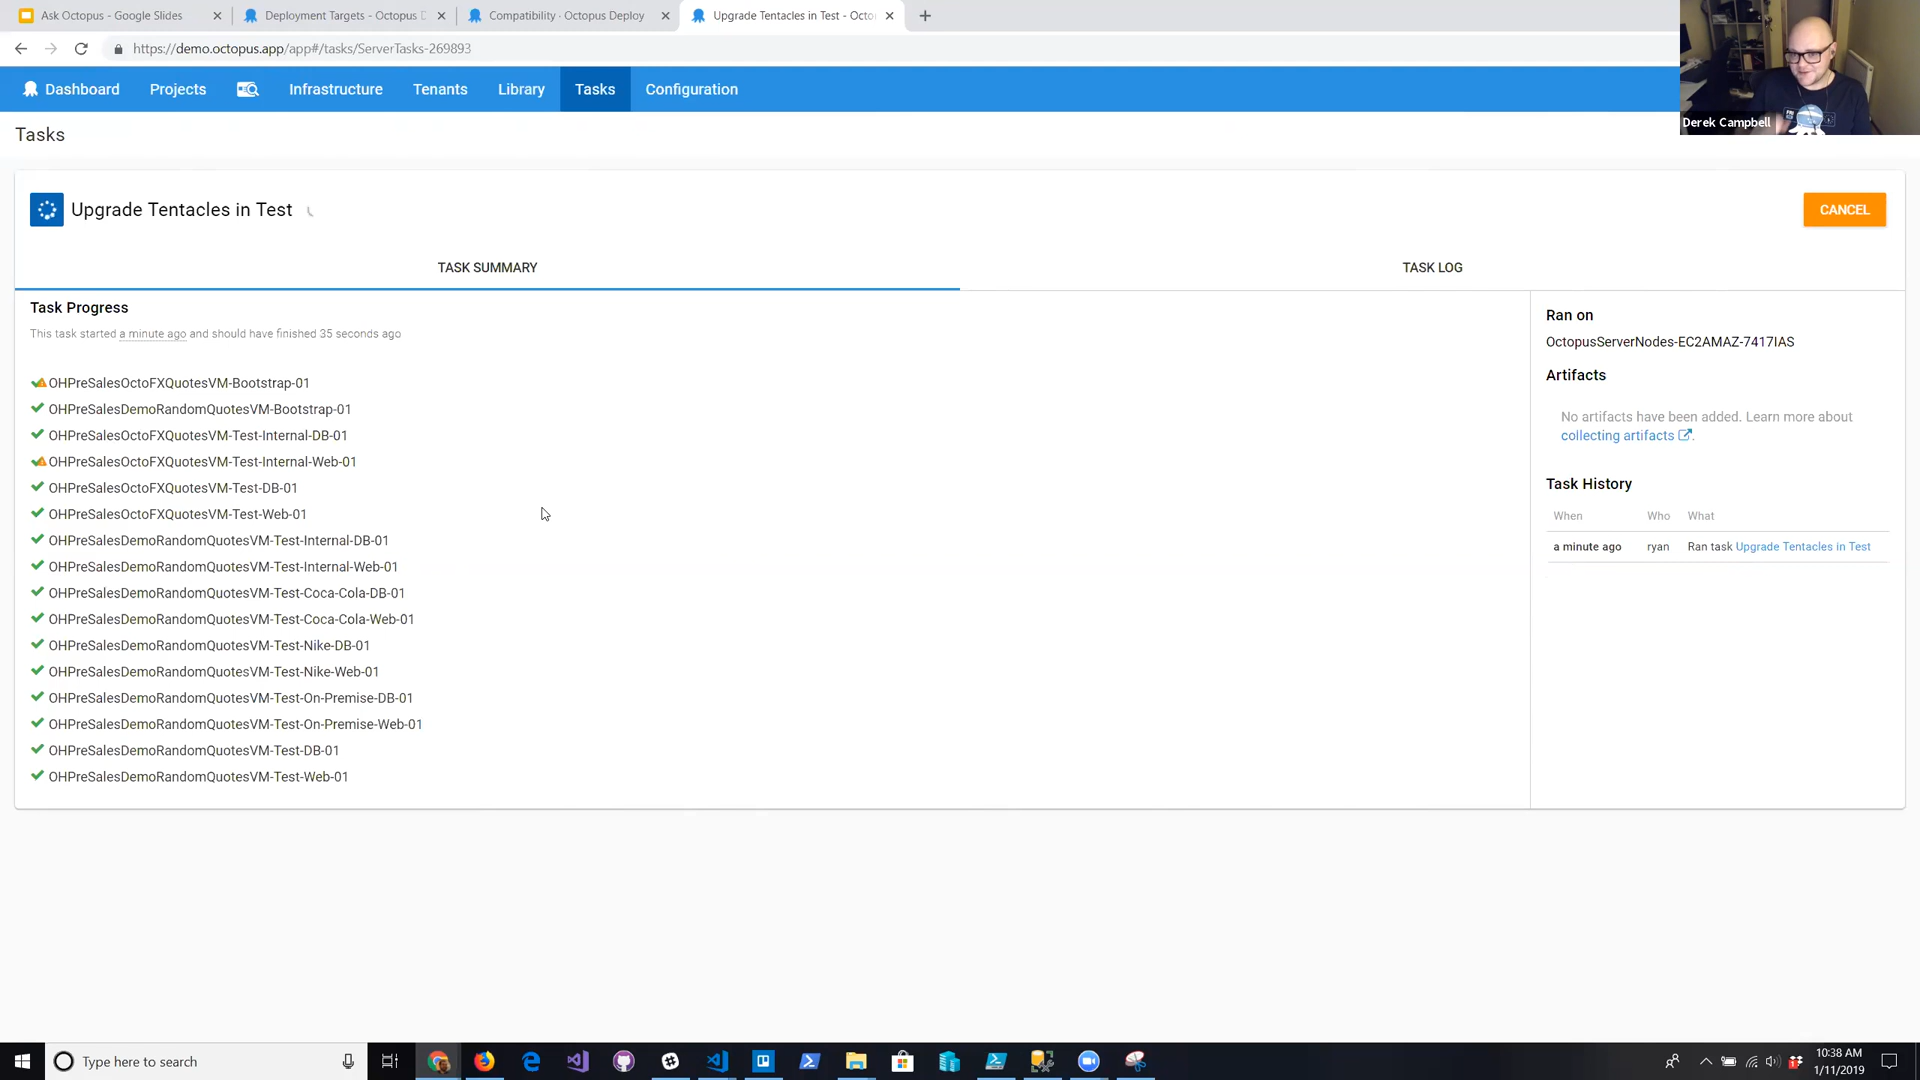 Ask Octopus - Google Slides
Deployment Targets - Octopus D
Compatibility · Octopus Deploy
Upgrade Tentacles in Test - Octo
https://demo.octopus.app/app#/tasks/ServerTasks-269893
Dashboard
Projects
Infrastructure
Tenants
Library
Tasks
Configuration
Derek Campbell
Tasks
Upgrade Tentacles in Test
CANCEL
TASK SUMMARY
TASK LOG
Task Progress
This task started a minute ago and should have finished 35 seconds ago
OHPreSalesOctoFXQuotesVM-Bootstrap-01
OHPreSalesDemoRandomQuotesVM-Bootstrap-01
OHPreSalesOctoFXQuotesVM-Test-Internal-DB-01
OHPreSalesOctoFXQuotesVM-Test-Internal-Web-01
OHPreSalesOctoFXQuotesVM-Test-DB-01
OHPreSalesOctoFXQuotesVM-Test-Web-01
OHPreSalesDemoRandomQuotesVM-Test-Internal-DB-01
OHPreSalesDemoRandomQuotesVM-Test-Internal-Web-01
OHPreSalesDemoRandomQuotesVM-Test-Coca-Cola-DB-01
OHPreSalesDemoRandomQuotesVM-Test-Coca-Cola-Web-01
OHPreSalesDemoRandomQuotesVM-Test-Nike-DB-01
OHPreSalesDemoRandomQuotesVM-Test-Nike-Web-01
OHPreSalesDemoRandomQuotesVM-Test-On-Premise-DB-01
OHPreSalesDemoRandomQuotesVM-Test-On-Premise-Web-01
OHPreSalesDemoRandomQuotesVM-Test-DB-01
OHPreSalesDemoRandomQuotesVM-Test-Web-01
Ran on
OctopusServerNodes-EC2AMAZ-7417IAS
Artifacts
No artifacts have been added. Learn more about
collecting artifacts.
Task History
When Who What
a minute ago ryan Ran task Upgrade Tentacles in Test
Type here to search
10:38 AM
1/11/2019